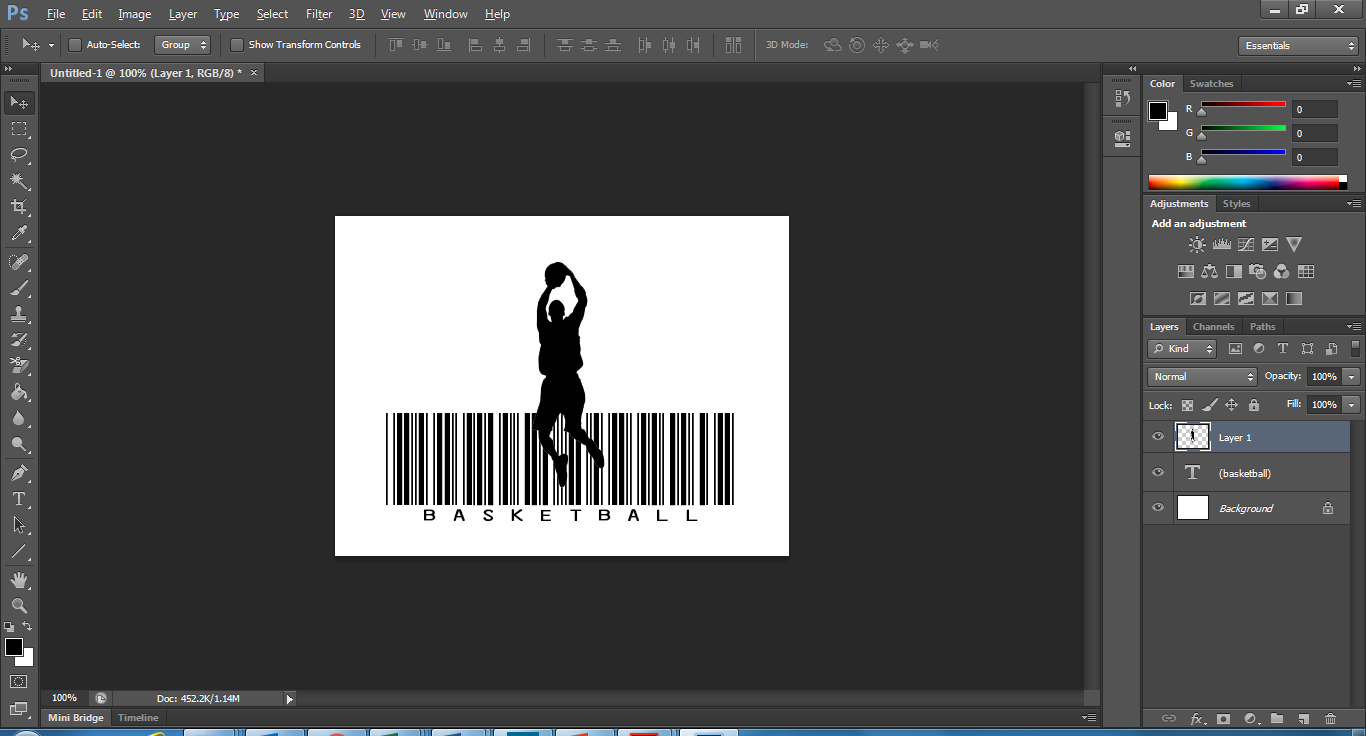 Ps File Edit Image Layer Type Select Filter 3D View Window Help
Auto-Select: Group Show Transform Controls 3D Mode: Essentials
Untitled-1 @ 100% (Layer 1, RGB/8) * ×
Color Swatches
R 0
G 0
B 0
Adjustments Styles
Add an adjustment
Layers Channels Paths
Kind
Normal Opacity: 100%
Lock: Fill: 100%
Layer 1
(basketball)
Background
BASKETBALL
100% Doc: 452.2K/1.14M
Mini Bridge Timeline